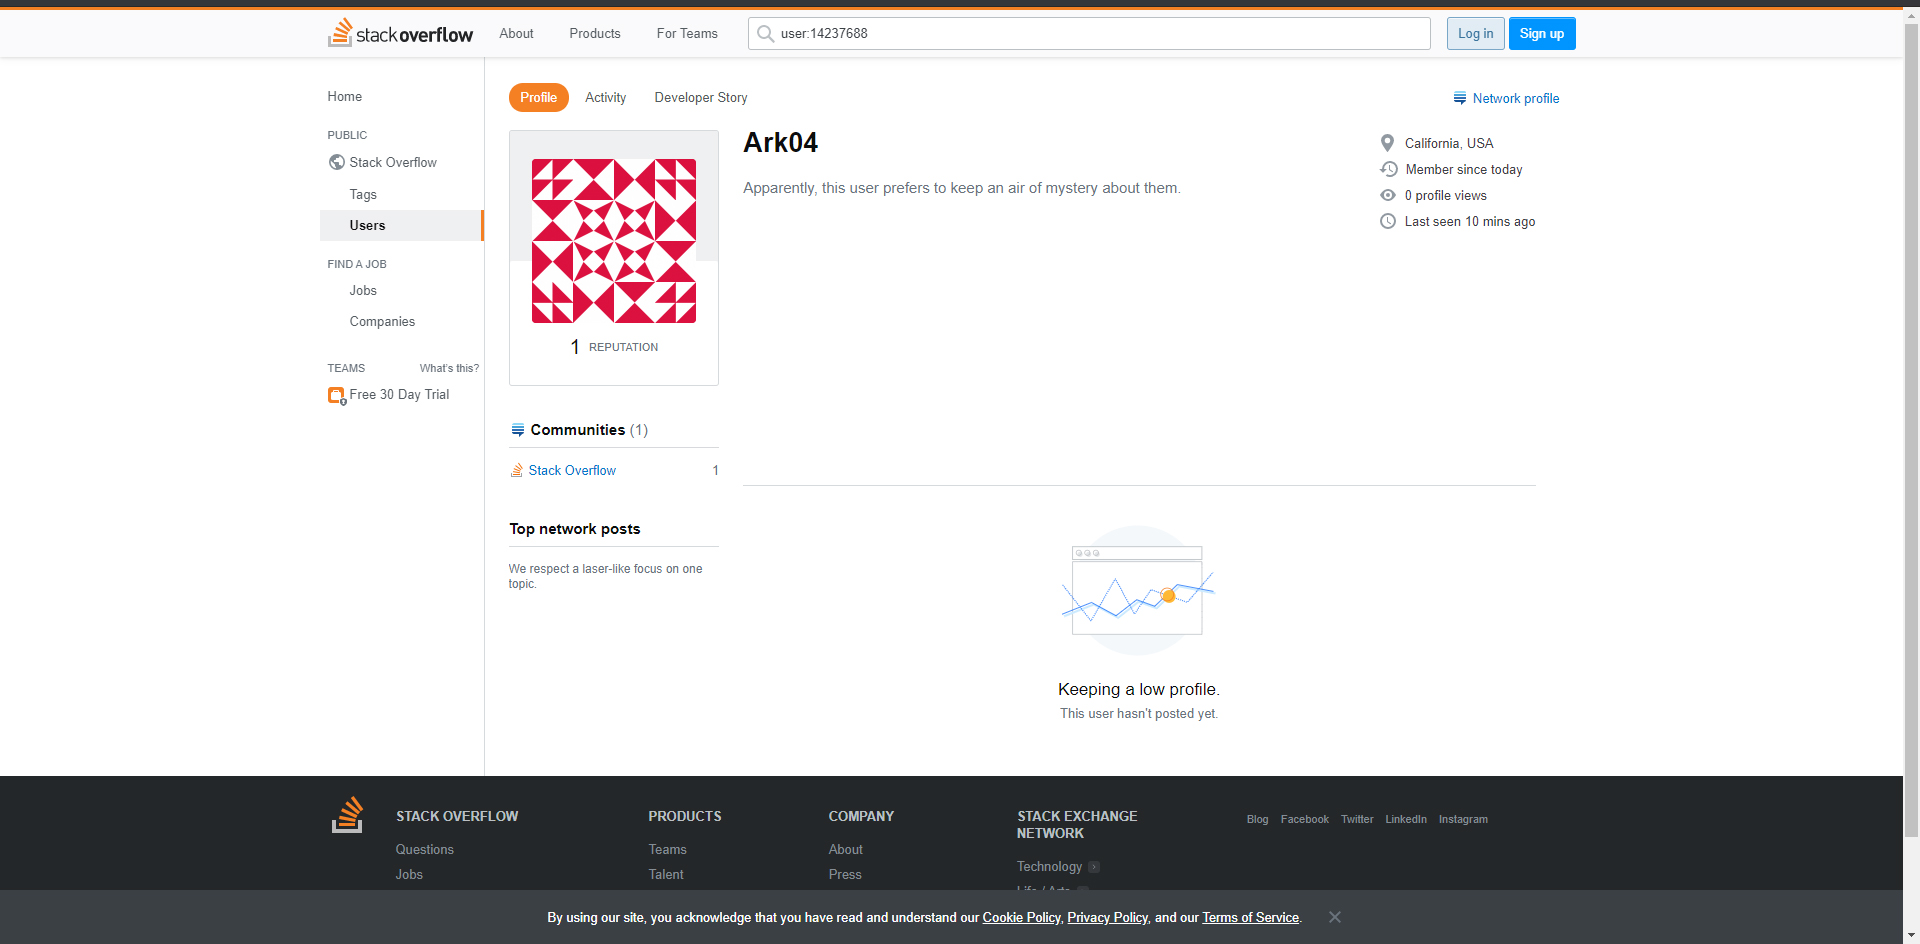 stackoverflow
About
Products
For Teams
user:14237688
Log in
Sign up
Home
PUBLIC
Stack Overflow
Tags
Users
FIND A JOB
Jobs
Companies
TEAMS
What's this?
Free 30 Day Trial
Profile
Activity
Developer Story
Network profile
1 REPUTATION
Communities (1)
Stack Overflow 1
Top network posts
We respect a laser-like focus on one
topic.
Ark04
Apparently, this user prefers to keep an air of mystery about them.
California, USA
Member since today
0 profile views
Last seen 10 mins ago
Keeping a low profile.
This user hasn't posted yet.
STACK OVERFLOW
Questions
Jobs
PRODUCTS
Teams
Talent
COMPANY
About
Press
STACK EXCHANGE
NETWORK
Technology
Life / Arts
Blog
Facebook
Twitter
LinkedIn
Instagram
By using our site, you acknowledge that you have read and understand our Cookie Policy, Privacy Policy, and our Terms of Service.